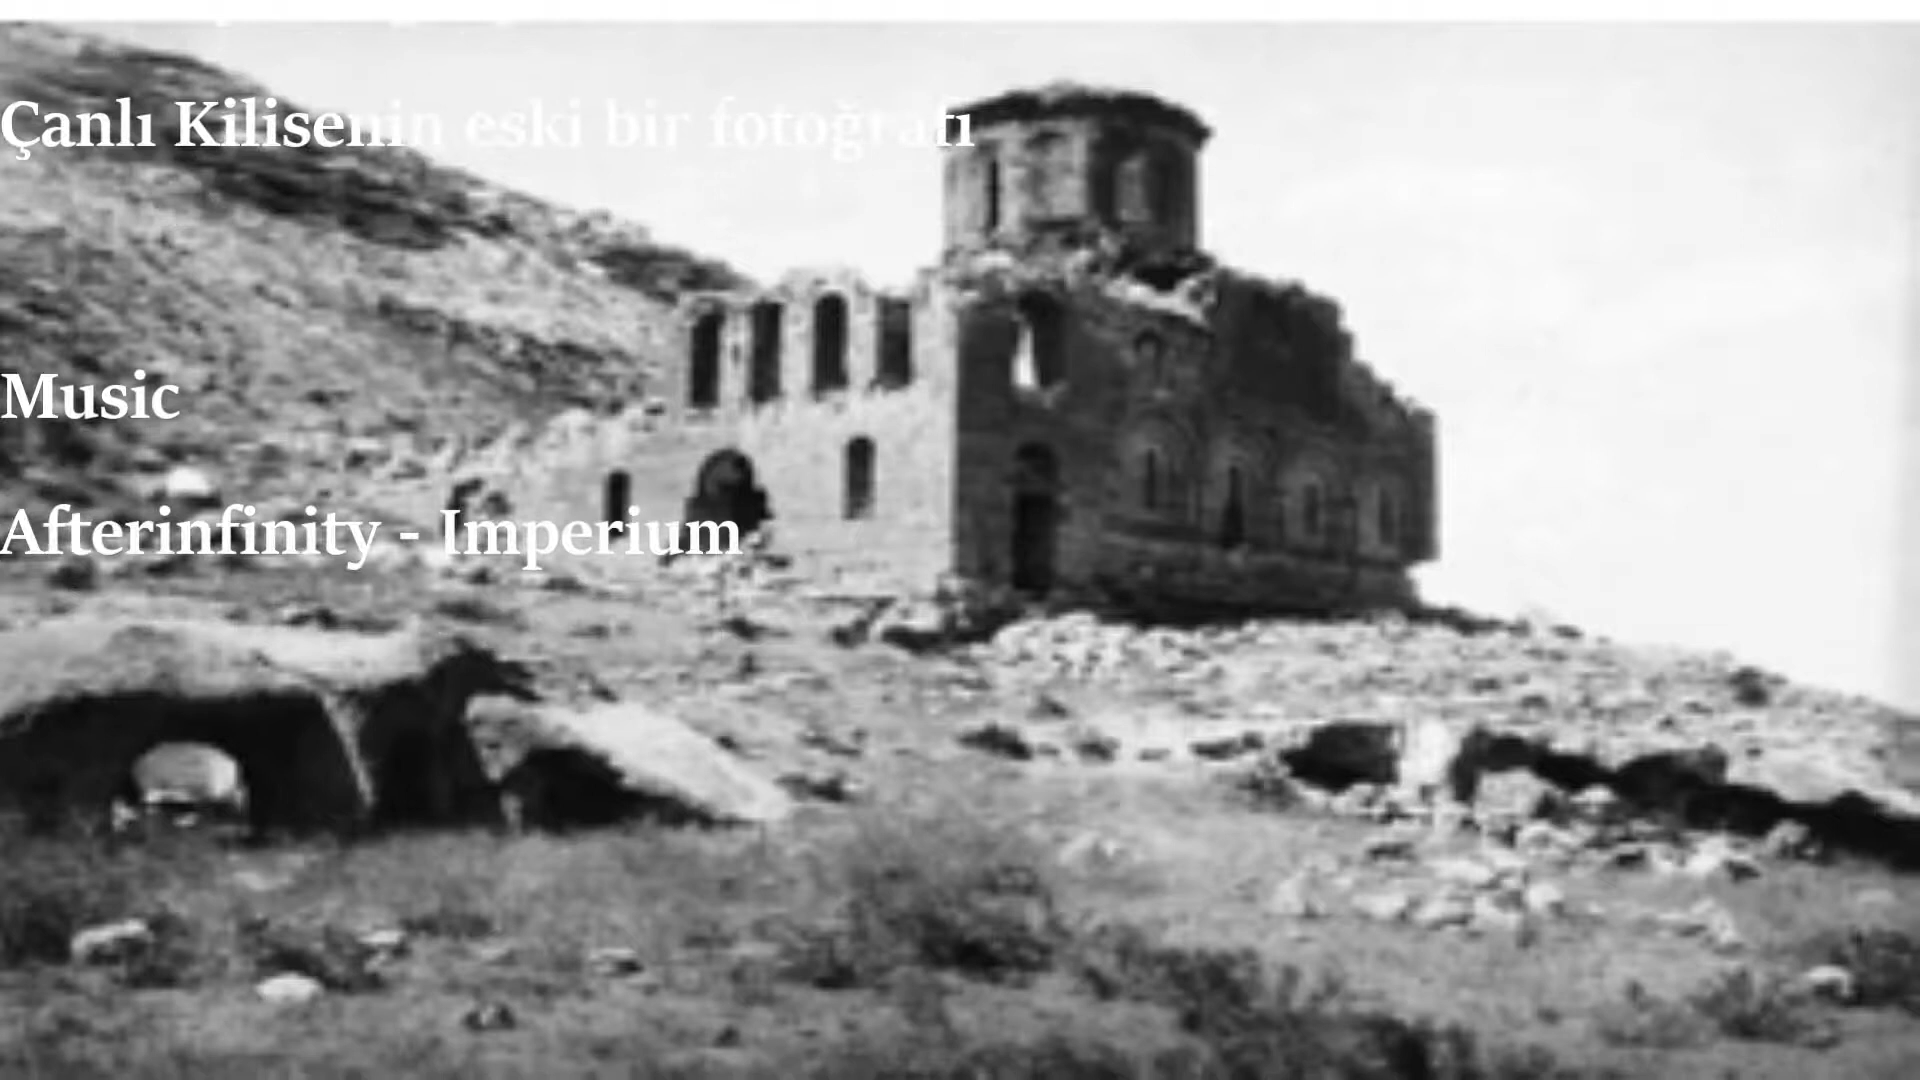 Çanlı Kilisenin eski bir fotoğrafı
Music
Afterinfinity - Imperium